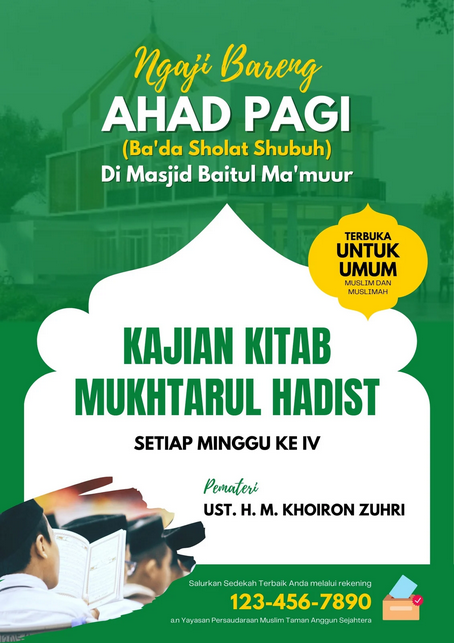 Ngaji Bareng
AHAD PAGI
(Ba'da Sholat Shubuh)
Di Masjid Baitul Ma'muur
TERBUKA
UNTUK
UMUM
MUSLIM DAN
MUSLIMAH
KAJIAN KITAB
MUKHTARUL HADIST
SETIAP MINGGU KE IV
Pemateri
UST. H. M. KHOIRON ZUHRI
Salurkan Sedekah Terbaik Anda melalui rekening
123-456-7890
a.n Yayasan Persaudaraan Muslim Taman Anggun Sejahtera